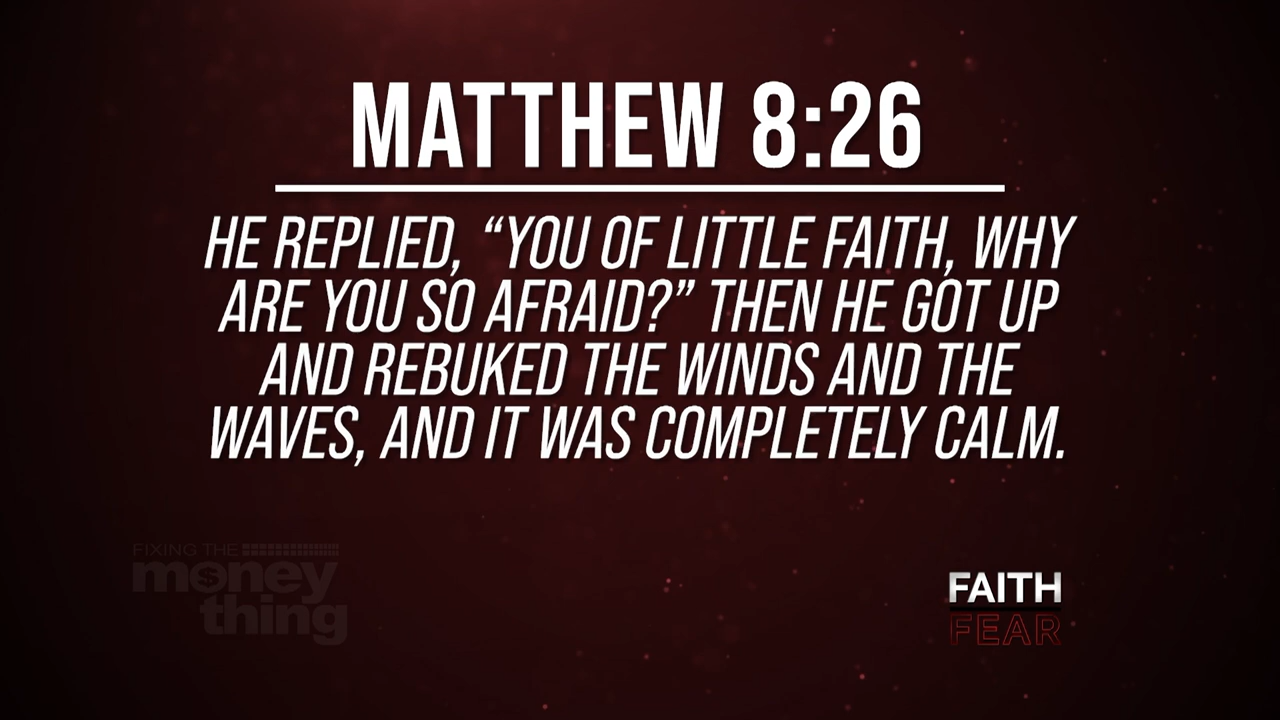 MATTHEW 8:26
HE REPLIED, “YOU OF LITTLE FAITH, WHY
ARE YOU SO AFRAID?” THEN HE GOT UP
AND REBUKED THE WINDS AND THE
WAVES, AND IT WAS COMPLETELY CALM.
FIXING THE
money
thing
FAITH
FEAR